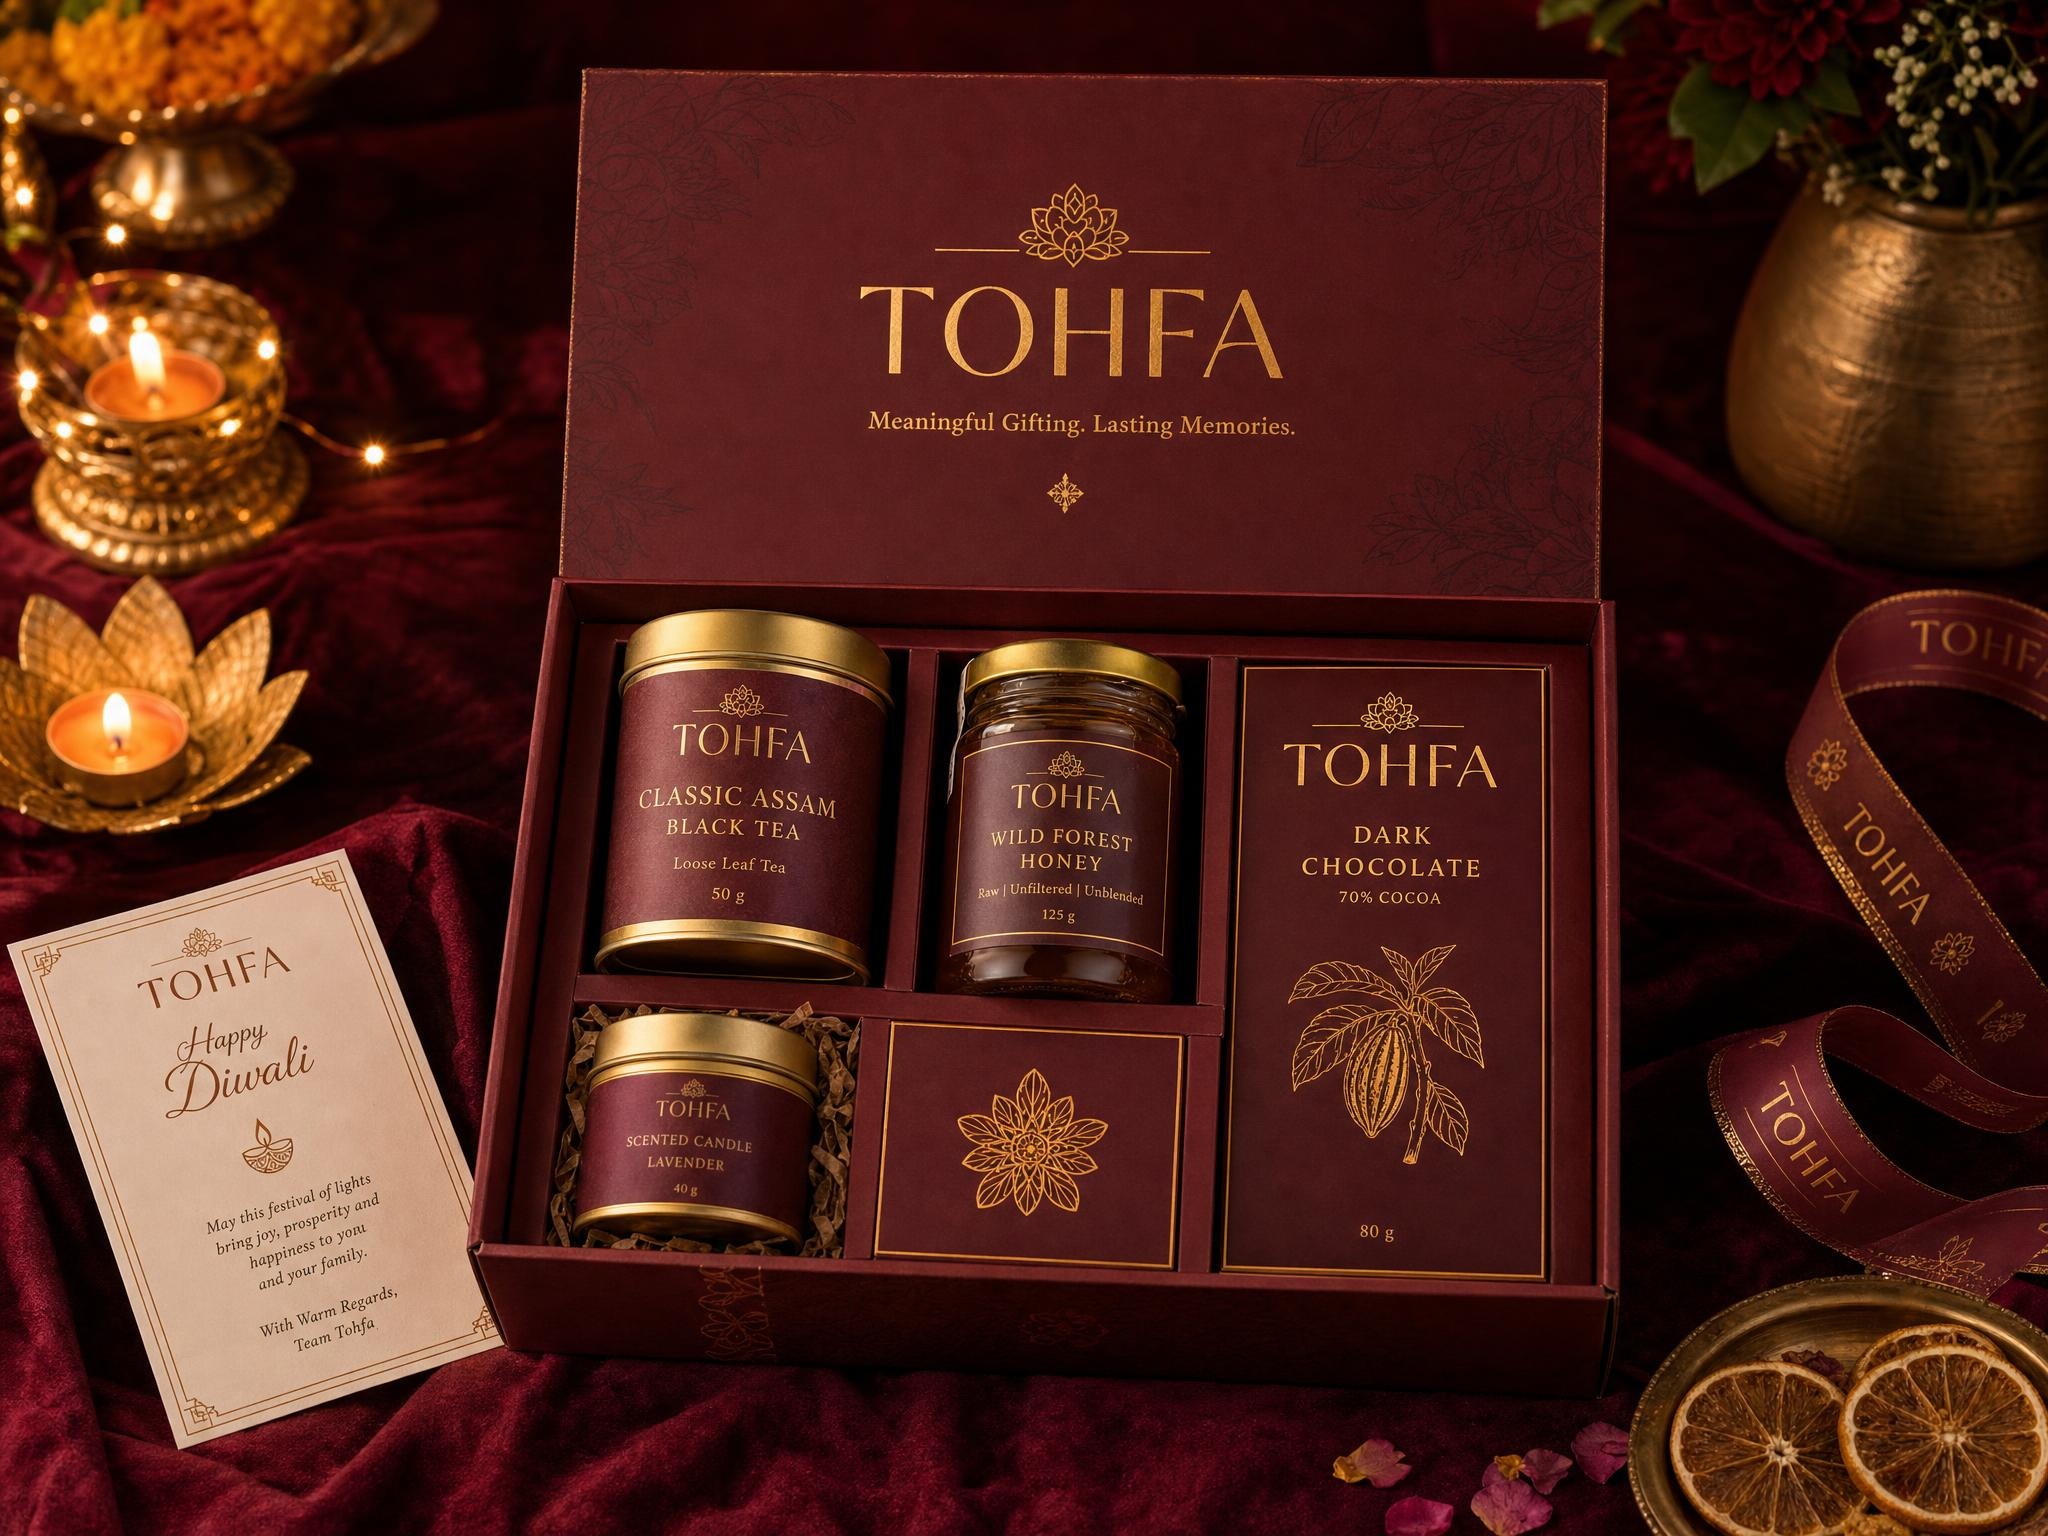 TOHFA
Meaningful Gifting. Lasting Memories.
TOHFA
CLASSIC ASSAM
BLACK TEA
Loose Leaf Tea
50 g
TOHFA
WILD FOREST
HONEY
Raw | Unfiltered | Unblended
125 g
TOHFA
DARK
CHOCOLATE
70% COCOA
80 g
TOHFA
SCENTED CANDLE
LAVENDER
40 g
TOHFA
Happy
Diwali
May this festival of lights
bring joy, prosperity and
happiness to you
and your family.
With Warm Regards,
Team Tohfa
TOHFA
TOHFA
TOHFA